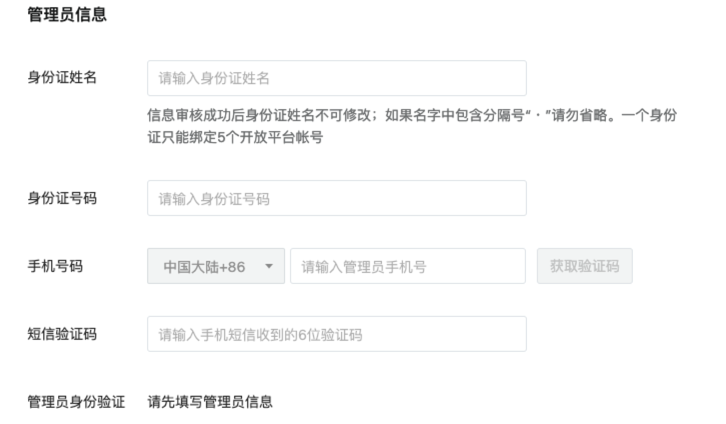 管理员信息
身份证姓名 请输入身份证姓名
信息审核成功后身份证姓名不可修改；如果名字中包含分隔号“·”请勿省略。一个身份
证只能绑定5个开放平台帐号
身份证号码 请输入身份证号码
手机号码 中国大陆+86 请输入管理员手机号 获取验证码
短信验证码 请输入手机短信收到的6位验证码
管理员身份验证 请先填写管理员信息